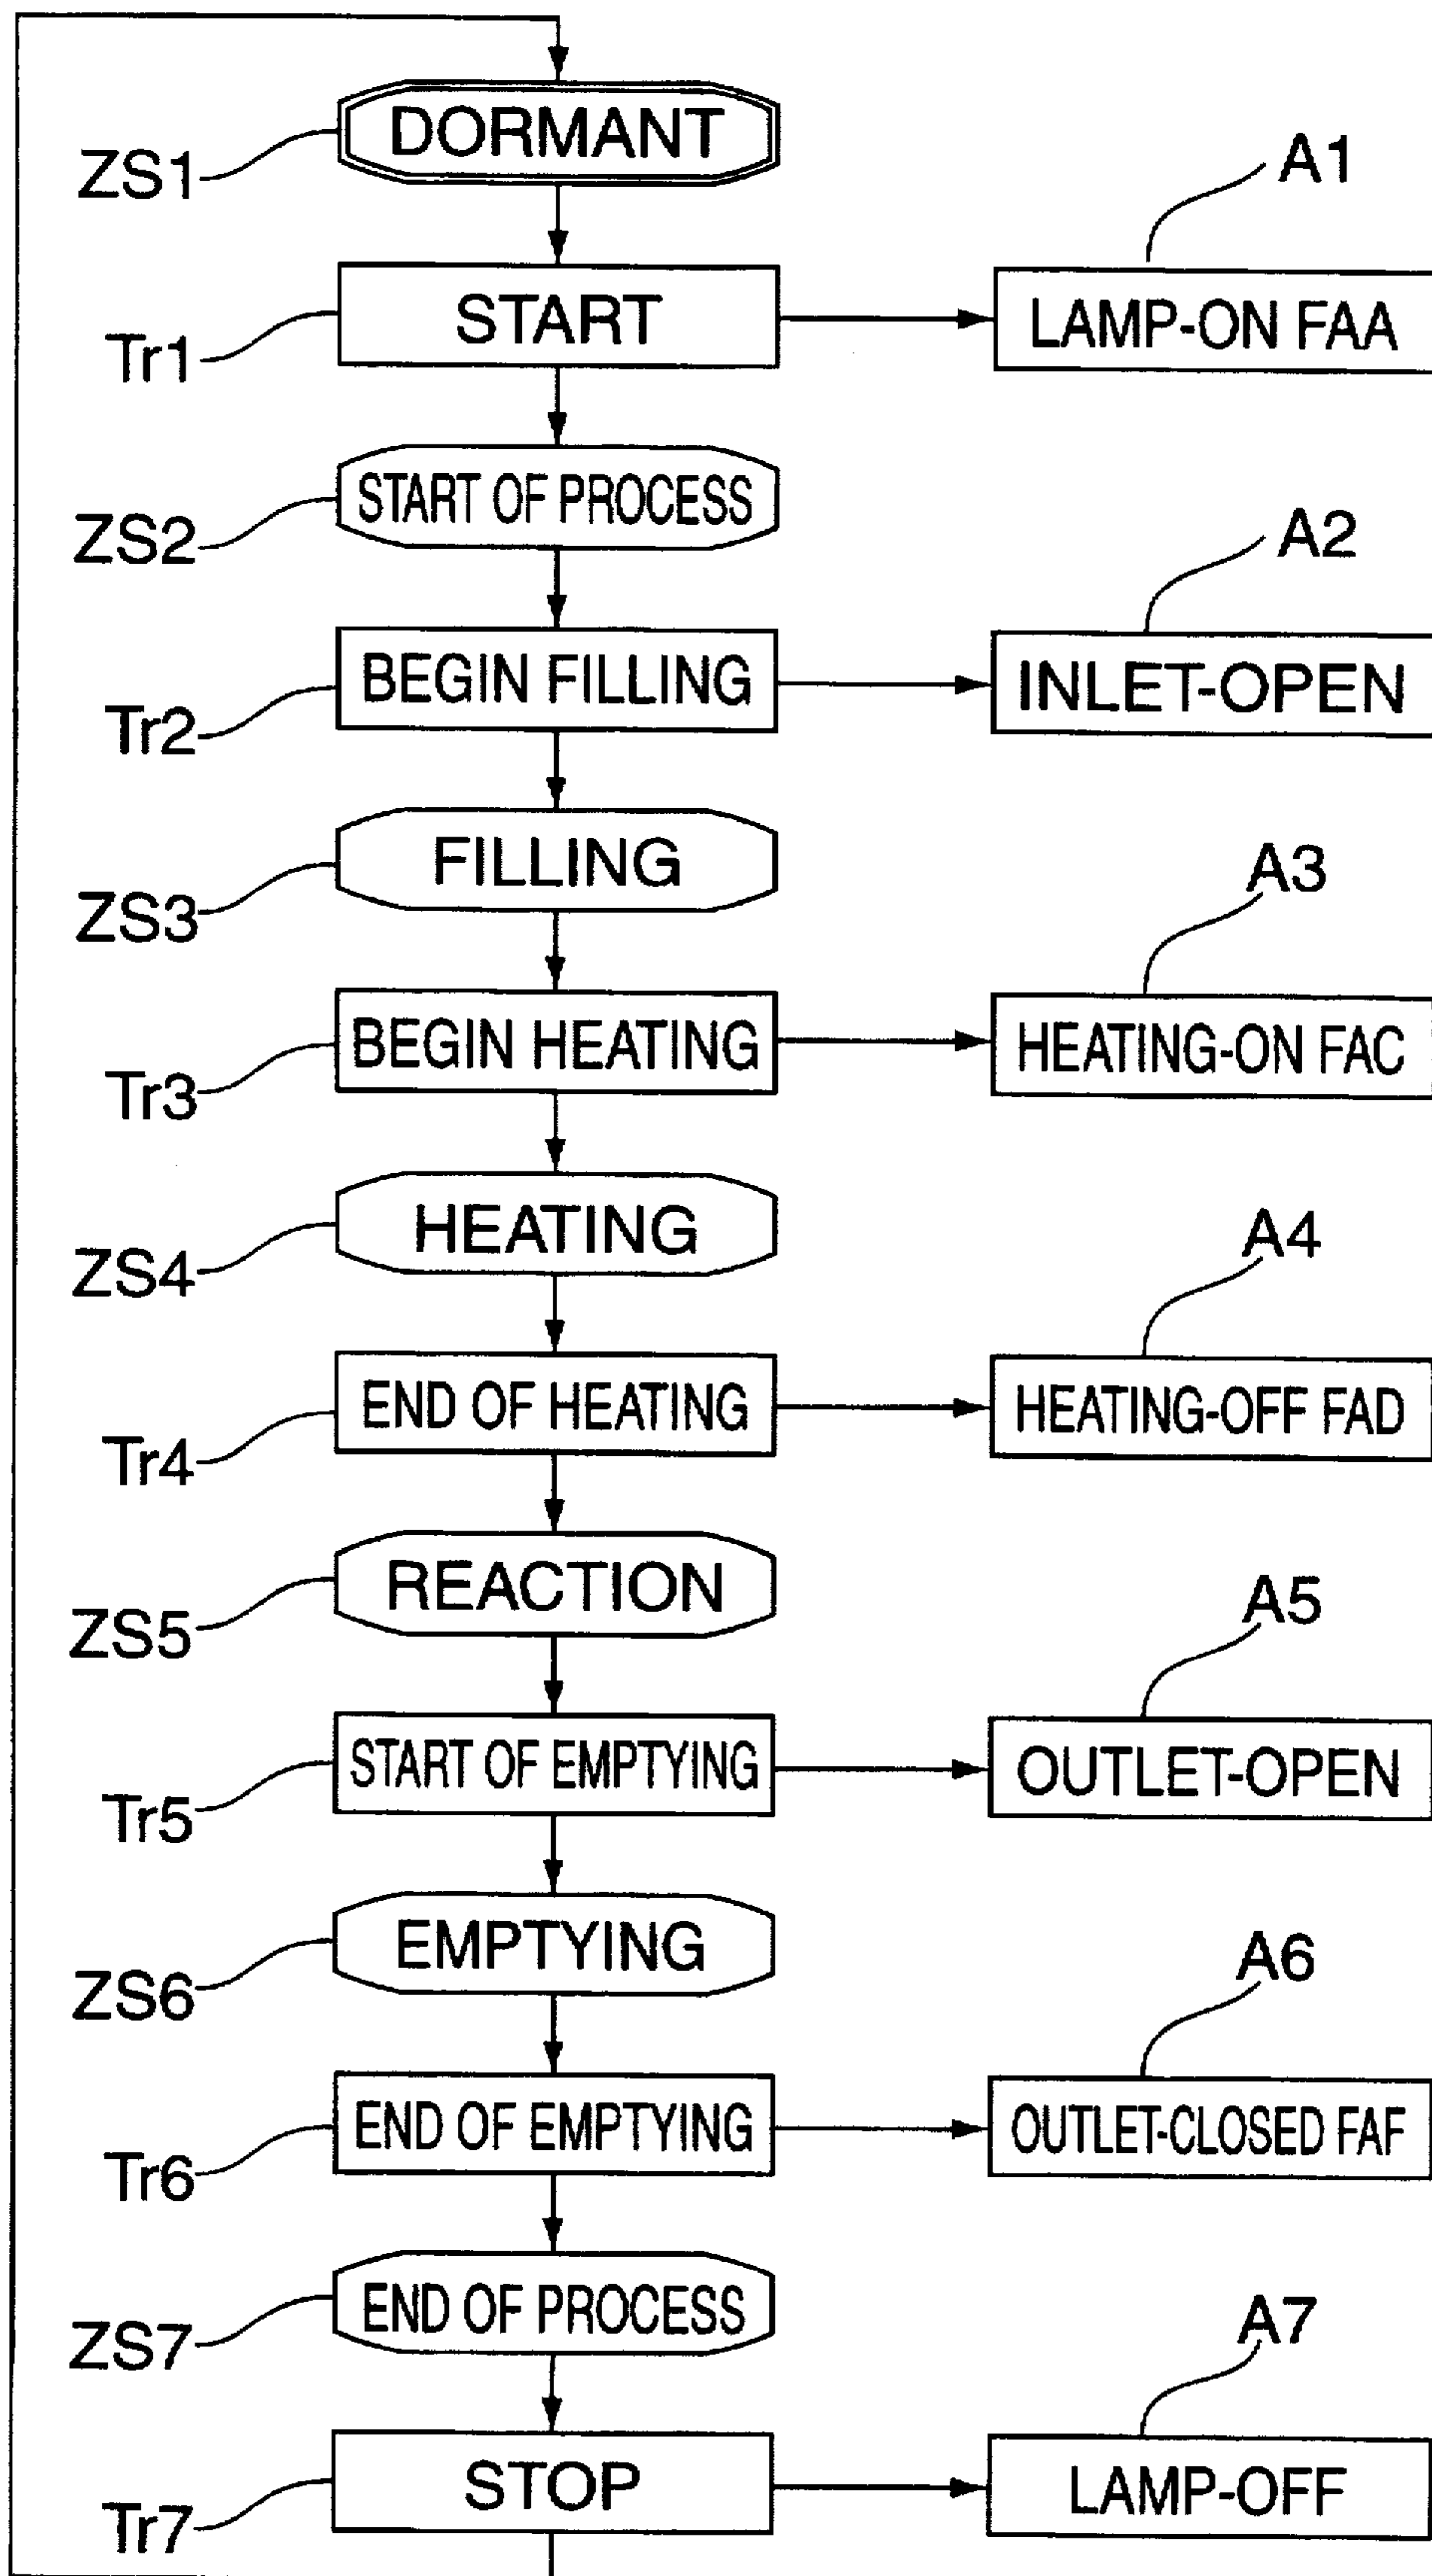 DORMANT
ZS1
A1
START
LAMP-ON FAA
Tr1
START OF PROCESS
ZS2
A2
BEGIN FILLING
INLET-OPEN
Tr2
FILLING
ZS3
A3
BEGIN HEATING
HEATING-ON FAC
Tr3
HEATING
ZS4
A4
END OF HEATING
HEATING-OFF FAD
Tr4
REACTION
ZS5
A5
START OF EMPTYING
OUTLET-OPEN
Tr5
EMPTYING
ZS6
A6
END OF EMPTYING
OUTLET-CLOSED FAF
Tr6
END OF PROCESS
ZS7
A7
STOP
LAMP-OFF
Tr7